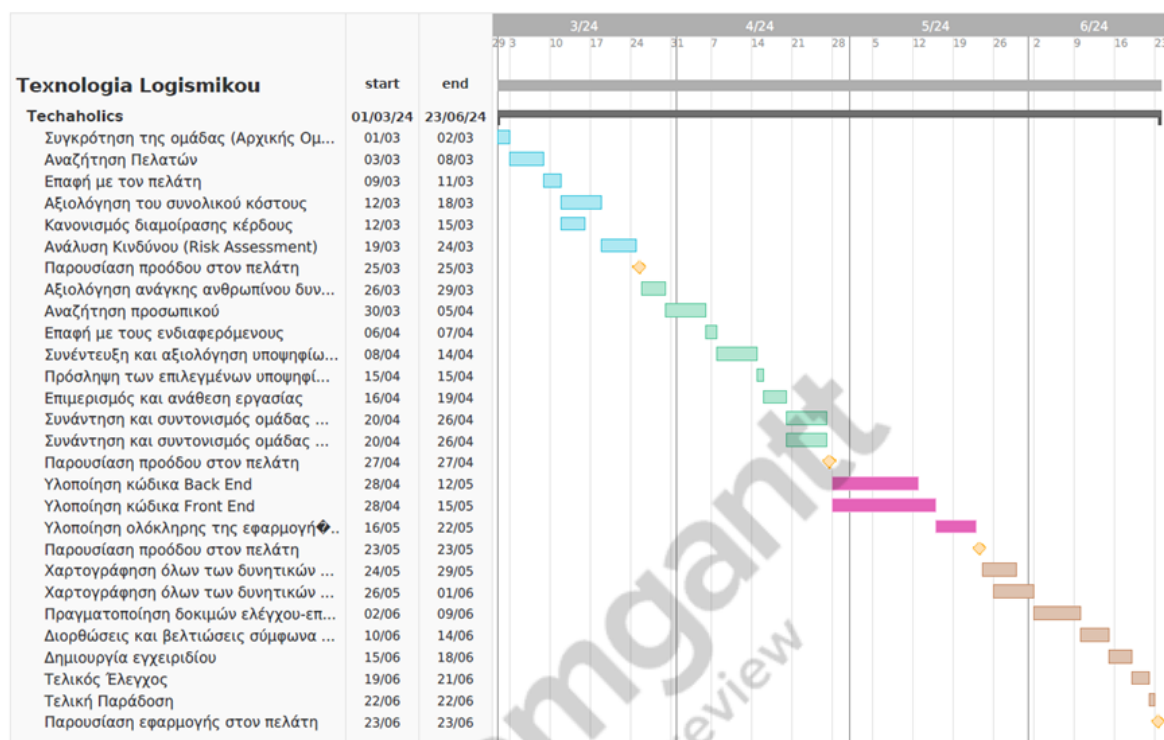 3/24 4/24 5/24 6/24
29 3 10 17 24 31 7 14 21 28 5 12 19 26 2 9 16 23
Texnologia Logismikou start end
Techaholics 01/03/24 23/06/24
Συγκρότηση της ομάδας (Αρχικής Ομ... 01/03 02/03
Αναζήτηση Πελατών 03/03 08/03
Επαφή με τον πελάτη 09/03 11/03
Αξιολόγηση του συνολικού κόστους 12/03 18/03
Κανονισμός διαμοίρασης κέρδους 12/03 15/03
Ανάλυση Κινδύνου (Risk Assessment) 19/03 24/03
Παρουσίαση προόδου στον πελάτη 25/03 25/03
Αξιολόγηση ανάγκης ανθρωπίνου δυν... 26/03 29/03
Αναζήτηση προσωπικού 30/03 05/04
Επαφή με τους ενδιαφερόμενους 06/04 07/04
Συνέντευξη και αξιολόγηση υποψηφίω... 08/04 14/04
Πρόσληψη των επιλεγμένων υποψηφί... 15/04 15/04
Επιμερισμός και ανάθεση εργασίας 16/04 19/04
Συνάντηση και συντονισμός ομάδας ... 20/04 26/04
Συνάντηση και συντονισμός ομάδας ... 20/04 26/04
Παρουσίαση προόδου στον πελάτη 27/04 27/04
Υλοποίηση κώδικα Back End 28/04 12/05
Υλοποίηση κώδικα Front End 28/04 15/05
Υλοποίηση ολόκληρης της εφαρμογή�.. 16/05 22/05
Παρουσίαση προόδου στον πελάτη 23/05 23/05
Χαρτογράφηση όλων των δυνητικών ... 24/05 29/05
Χαρτογράφηση όλων των δυνητικών ... 26/05 01/06
Πραγματοποίηση δοκιμών ελέγχου-επ... 02/06 09/06
Διορθώσεις και βελτιώσεις σύμφωνα ... 10/06 14/06
Δημιουργία εγχειριδίου 15/06 18/06
Τελικός Έλεγχος 19/06 21/06
Τελική Παράδοση 22/06 22/06
Παρουσίαση εφαρμογής στον πελάτη 23/06 23/06
mgantt
review